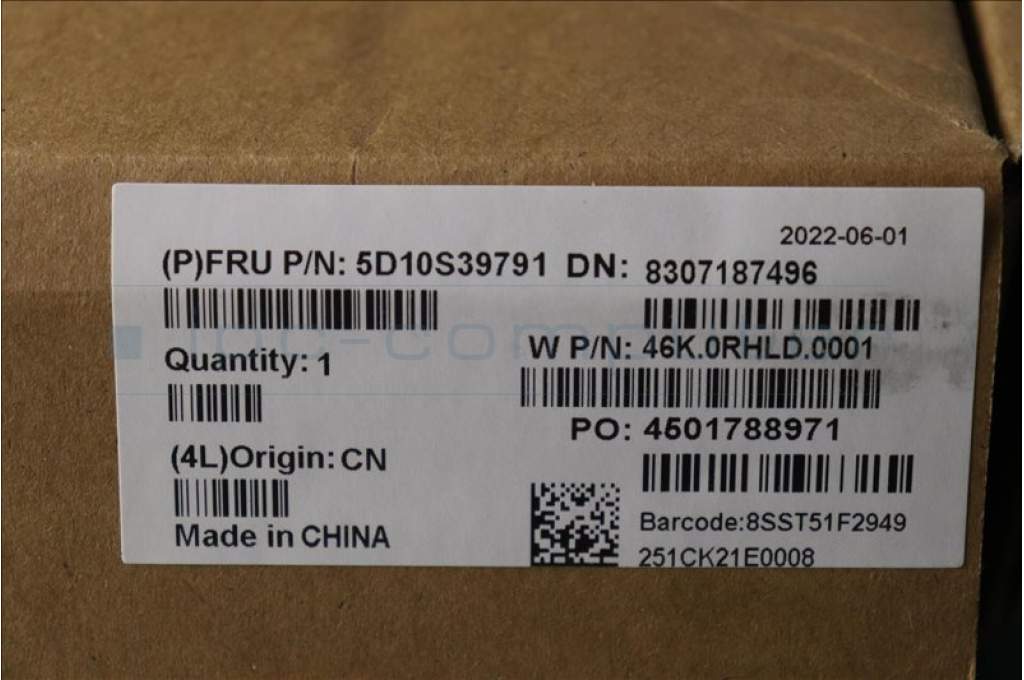 2022-06-01
(P)FRU P/N: 5D10S39791 DN: 8307187496
Quantity: 1
W P/N: 46K.0RHLD.0001
PO: 4501788971
(4L)Origin: CN
Made in CHINA
Barcode:8SST51F2949
251CK21E0008